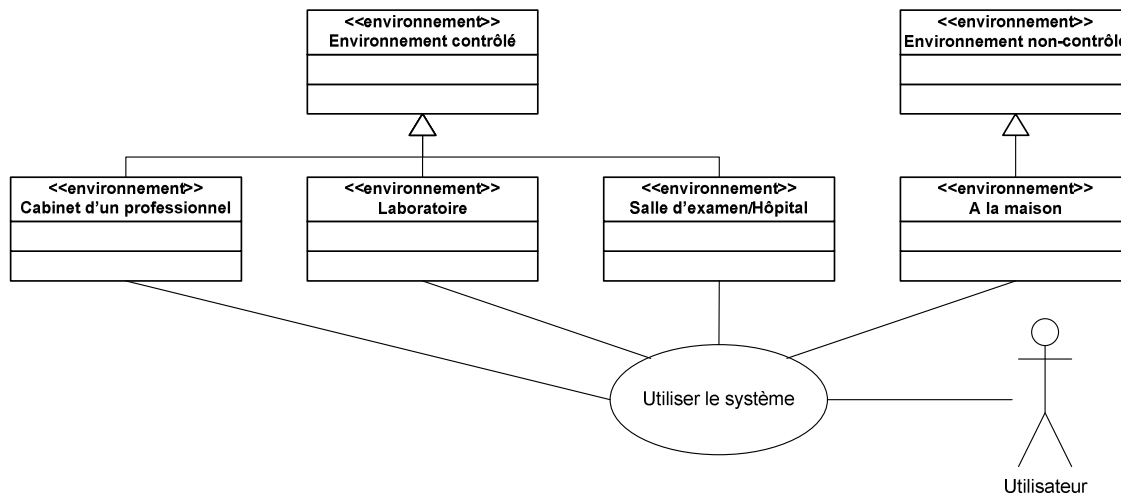 <<environnement>>
Environnement contrôlé
<<environnement>>
Environnement non-contrôlé
<<environnement>>
Cabinet d'un professionnel
<<environnement>>
Laboratoire
<<environnement>>
Salle d'examen/Hôpital
<<environnement>>
A la maison
Utiliser le système
Utilisateur